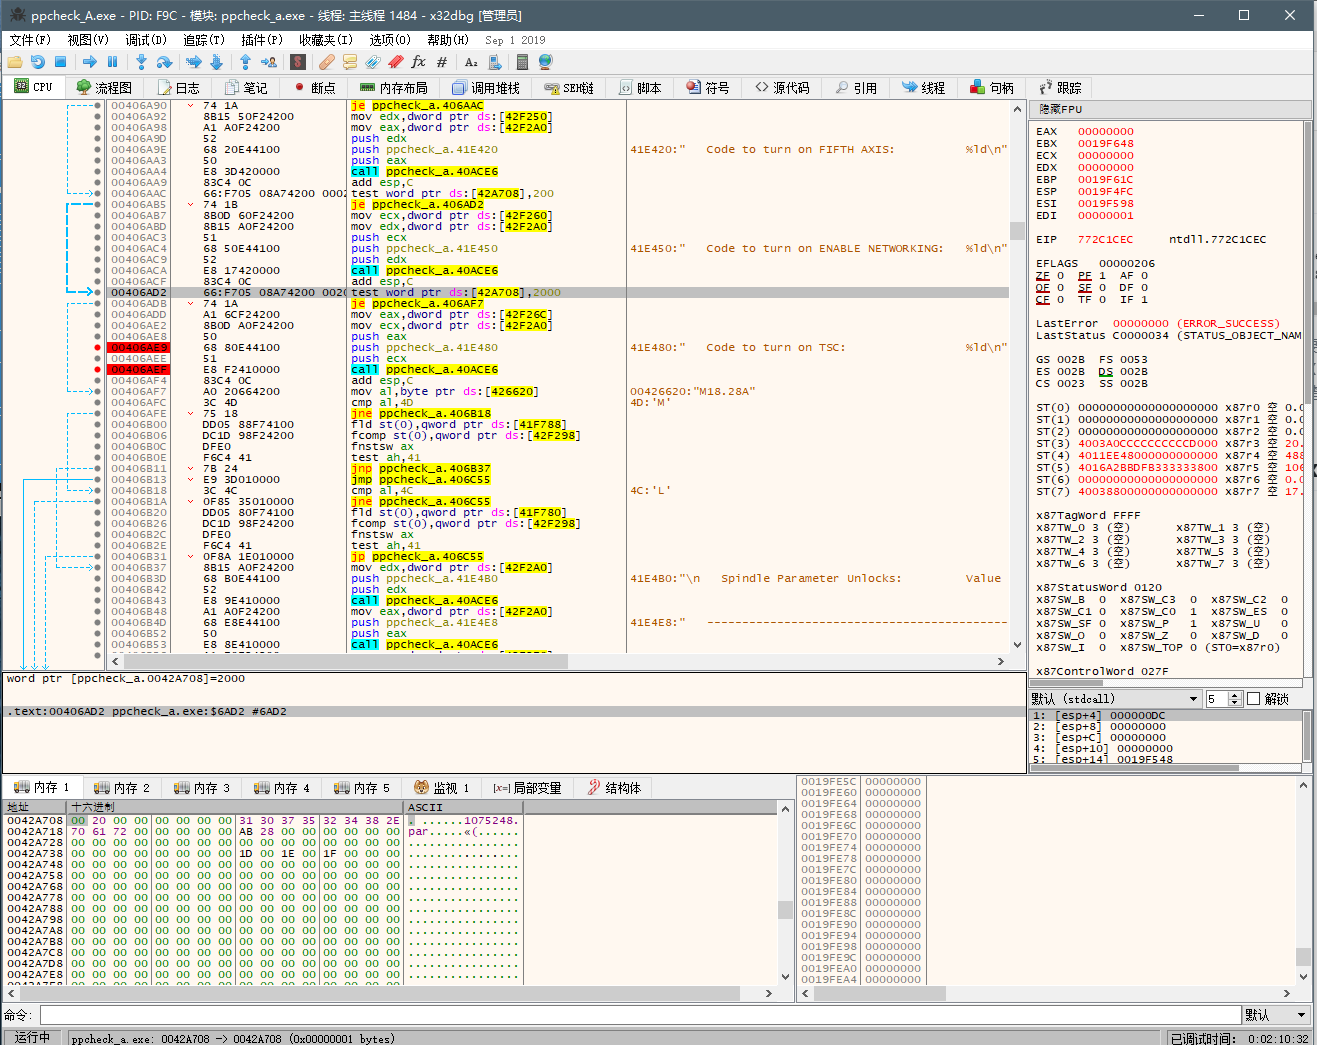 ppcheck_A.exe - PID: F9C - 模块: ppcheck_a.exe - 线程: 主线程 1484 - x32dbg [管理员]
文件(F) 视图(V) 调试(D) 追踪(T) 插件(P) 收藏夹(I) 选项(O) 帮助(H) Sep 1 2019
CPU 流程图 日志 笔记 断点 内存布局 调用堆栈 SEH链 脚本 符号 源代码 引用 线程 句柄 跟踪
00406A90 74 1A je ppcheck_a.406AAC
00406A92 8B15 50F24200 mov edx,dword ptr ds:[42F250]
00406A98 A1 A0F24200 mov eax,dword ptr ds:[42F2A0]
00406A9D 52 push edx
00406A9E 68 20E44100 push ppcheck_a.41E420 41E420:"   Code to turn on FIFTH AXIS:          %ld\n"
00406AA3 50 push eax
00406AA4 E8 3D420000 call ppcheck_a.40ACE6
00406AA9 83C4 0C add esp,C
00406AAC 66:F705 08A74200 0002 test word ptr ds:[42A708],200
00406AB5 74 1B je ppcheck_a.406AD2
00406AB7 8B0D 60F24200 mov ecx,dword ptr ds:[42F260]
00406ABD 8B15 A0F24200 mov edx,dword ptr ds:[42F2A0]
00406AC3 51 push ecx
00406AC4 68 50E44100 push ppcheck_a.41E450 41E450:"   Code to turn on ENABLE NETWORKING:   %ld\n"
00406AC9 52 push edx
00406ACA E8 17420000 call ppcheck_a.40ACE6
00406ACF 83C4 0C add esp,C
00406AD2 66:F705 08A74200 0020 test word ptr ds:[42A708],2000
00406ADB 74 1A je ppcheck_a.406AF7
00406ADD A1 6CF24200 mov eax,dword ptr ds:[42F26C]
00406AE2 8B0D A0F24200 mov ecx,dword ptr ds:[42F2A0]
00406AE8 50 push eax
00406AE9 68 80E44100 push ppcheck_a.41E480 41E480:"   Code to turn on TSC:                 %ld\n"
00406AEE 51 push ecx
00406AEF E8 F2410000 call ppcheck_a.40ACE6
00406AF4 83C4 0C add esp,C
00406AF7 A0 20664200 mov al,byte ptr ds:[426620] 00426620:"M18.28A"
00406AFC 3C 4D cmp al,4D 4D:'M'
00406AFE 75 18 jne ppcheck_a.406B18
00406B00 DD05 88F74100 fld st(0),qword ptr ds:[41F788]
00406B06 DC1D 98F24200 fcomp st(0),qword ptr ds:[42F298]
00406B0C DFE0 fnstsw ax
00406B0E F6C4 41 test ah,41
00406B11 7B 24 jnp ppcheck_a.406B37
00406B13 E9 3D010000 jmp ppcheck_a.406C55
00406B18 3C 4C cmp al,4C 4C:'L'
00406B1A 0F85 35010000 jne ppcheck_a.406C55
00406B20 DD05 80F74100 fld st(0),qword ptr ds:[41F780]
00406B26 DC1D 98F24200 fcomp st(0),qword ptr ds:[42F298]
00406B2C DFE0 fnstsw ax
00406B2E F6C4 41 test ah,41
00406B31 0F8A 1E010000 jp ppcheck_a.406C55
00406B37 8B15 A0F24200 mov edx,dword ptr ds:[42F2A0]
00406B3D 68 B0E44100 push ppcheck_a.41E4B0 41E4B0:"\n   Spindle Parameter Unlocks:          Value
00406B42 52 push edx
00406B43 E8 9E410000 call ppcheck_a.40ACE6
00406B48 A1 A0F24200 mov eax,dword ptr ds:[42F2A0]
00406B4D 68 E8E44100 push ppcheck_a.41E4E8 41E4E8:"   -----------------------------------------
00406B52 50 push eax
00406B53 E8 8E410000 call ppcheck_a.40ACE6
隐藏FPU
EAX 00000000
EBX 0019F648
ECX 00000000
EDX 00000000
EBP 0019F61C
ESP 0019F4FC
ESI 0019F598
EDI 00000001
EIP 772C1CEC ntdll.772C1CEC
EFLAGS 00000206
ZF 0 PF 1 AF 0
OF 0 SF 0 DF 0
CF 0 TF 0 IF 1
LastError 00000000 (ERROR_SUCCESS)
LastStatus C0000034 (STATUS_OBJECT_NAM
GS 002B FS 0053
ES 002B DS 002B
CS 0023 SS 002B
ST(0) 00000000000000000000 x87r0 空 0.0
ST(1) 00000000000000000000 x87r1 空 0.0
ST(2) 00000000000000000000 x87r2 空 0.0
ST(3) 4003A0CCCCCCCCCCD000 x87r3 空 20.
ST(4) 4011EE48000000000000 x87r4 空 488
ST(5) 4016A2BBDFB333333800 x87r5 空 106
ST(6) 00000000000000000000 x87r6 空 0.0
ST(7) 40038800000000000000 x87r7 空 17.
x87TagWord FFFF
x87TW_0 3 (空) x87TW_1 3 (空)
x87TW_2 3 (空) x87TW_3 3 (空)
x87TW_4 3 (空) x87TW_5 3 (空)
x87TW_6 3 (空) x87TW_7 3 (空)
x87StatusWord 0120
x87SW_B 0 x87SW_C3 0 x87SW_C2 0
x87SW_C1 0 x87SW_C0 1 x87SW_ES 0
x87SW_SF 0 x87SW_P 1 x87SW_U 0
x87SW_O 0 x87SW_Z 0 x87SW_D 0
x87SW_I 0 x87SW_TOP 0 (ST0=x87r0)
x87ControlWord 027F
word ptr [ppcheck_a.0042A708]=2000
.text:00406AD2 ppcheck_a.exe:$6AD2 #6AD2
默认 (stdcall) 5 解锁
1: [esp+4] 000000DC
2: [esp+8] 00000000
3: [esp+C] 00000000
4: [esp+10] 00000000
5: [esp+14] 0019F548
内存 1 内存 2 内存 3 内存 4 内存 5 监视 1 [x=] 局部变量 结构体
地址 十六进制 ASCII
0042A708 00 20 00 00 00 00 00 00 31 30 37 35 32 34 38 2E . ......1075248.
0042A718 70 61 72 00 00 00 00 00 AB 28 00 00 00 00 00 00 par.....«(......
0042A728 00 00 00 00 00 00 00 00 00 00 00 00 00 00 00 00 ................
0042A738 00 00 00 00 00 00 00 00 1D 00 1E 00 1F 00 00 00 ................
0042A748 00 00 00 00 00 00 00 00 00 00 00 00 00 00 00 00 ................
0042A758 00 00 00 00 00 00 00 00 00 00 00 00 00 00 00 00 ................
0042A768 00 00 00 00 00 00 00 00 00 00 00 00 00 00 00 00 ................
0042A778 00 00 00 00 00 00 00 00 00 00 00 00 00 00 00 00 ................
0042A788 00 00 00 00 00 00 00 00 00 00 00 00 00 00 00 00 ................
0042A798 00 00 00 00 00 00 00 00 00 00 00 00 00 00 00 00 ................
0042A7A8 00 00 00 00 00 00 00 00 00 00 00 00 00 00 00 00 ................
0042A7B8 00 00 00 00 00 00 00 00 00 00 00 00 00 00 00 00 ................
0042A7C8 00 00 00 00 00 00 00 00 00 00 00 00 00 00 00 00 ................
0042A7D8 00 00 00 00 00 00 00 00 00 00 00 00 00 00 00 00 ................
0042A7E8 00 00 00 00 00 00 00 00 00 00 00 00 00 00 00 00 ................
0019FE5C 00000000
0019FE60 00000000
0019FE64 00000000
0019FE68 00000000
0019FE6C 00000000
0019FE70 00000000
0019FE74 00000000
0019FE78 00000000
0019FE7C 00000000
0019FE80 00000000
0019FE84 00000000
0019FE88 00000000
0019FE8C 00000000
0019FE90 00000000
0019FE94 00000000
0019FE98 00000000
0019FE9C 00000000
0019FEA0 00000000
0019FEA4 00000000
命令: 默认
运行中 ppcheck_a.exe: 0042A708 -> 0042A708 (0x00000001 bytes) 已调试时间: 0:02:10:32